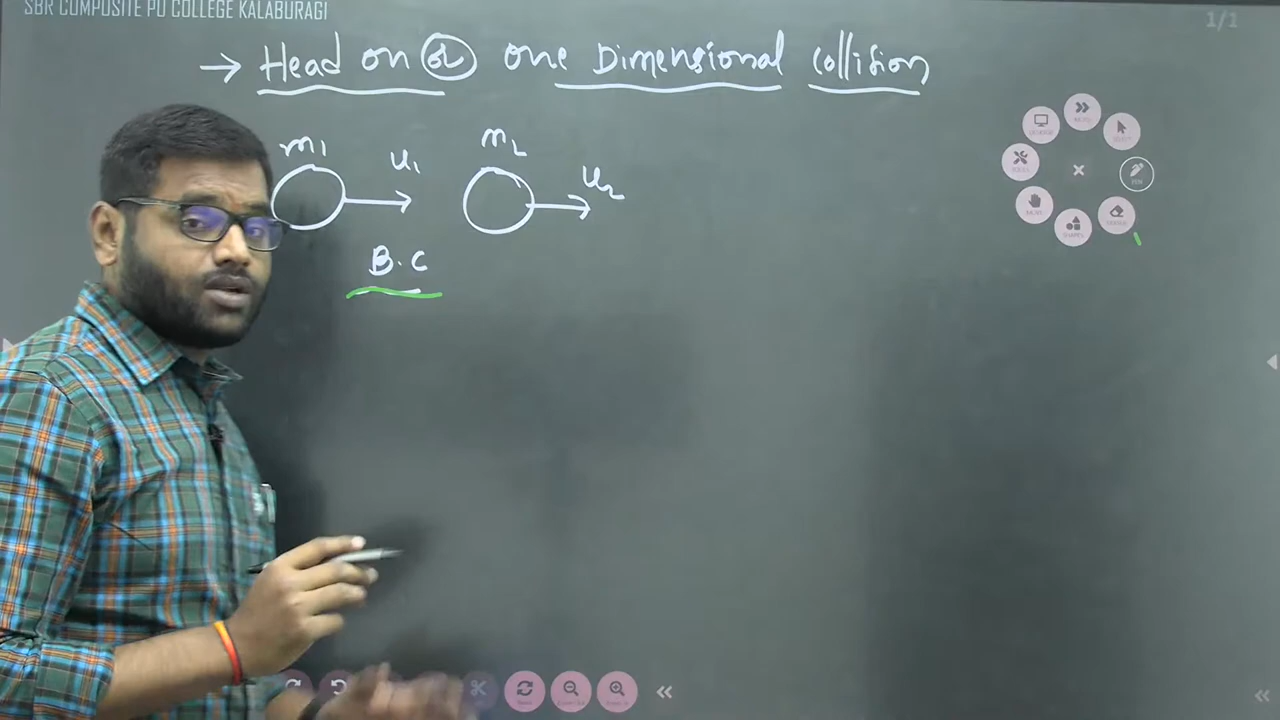 SBR COMPOSITE PU COLLEGE KALABURAGI
1/1
→ Head on or one Dimensional collision
m1 u1 m2 u2
B.C